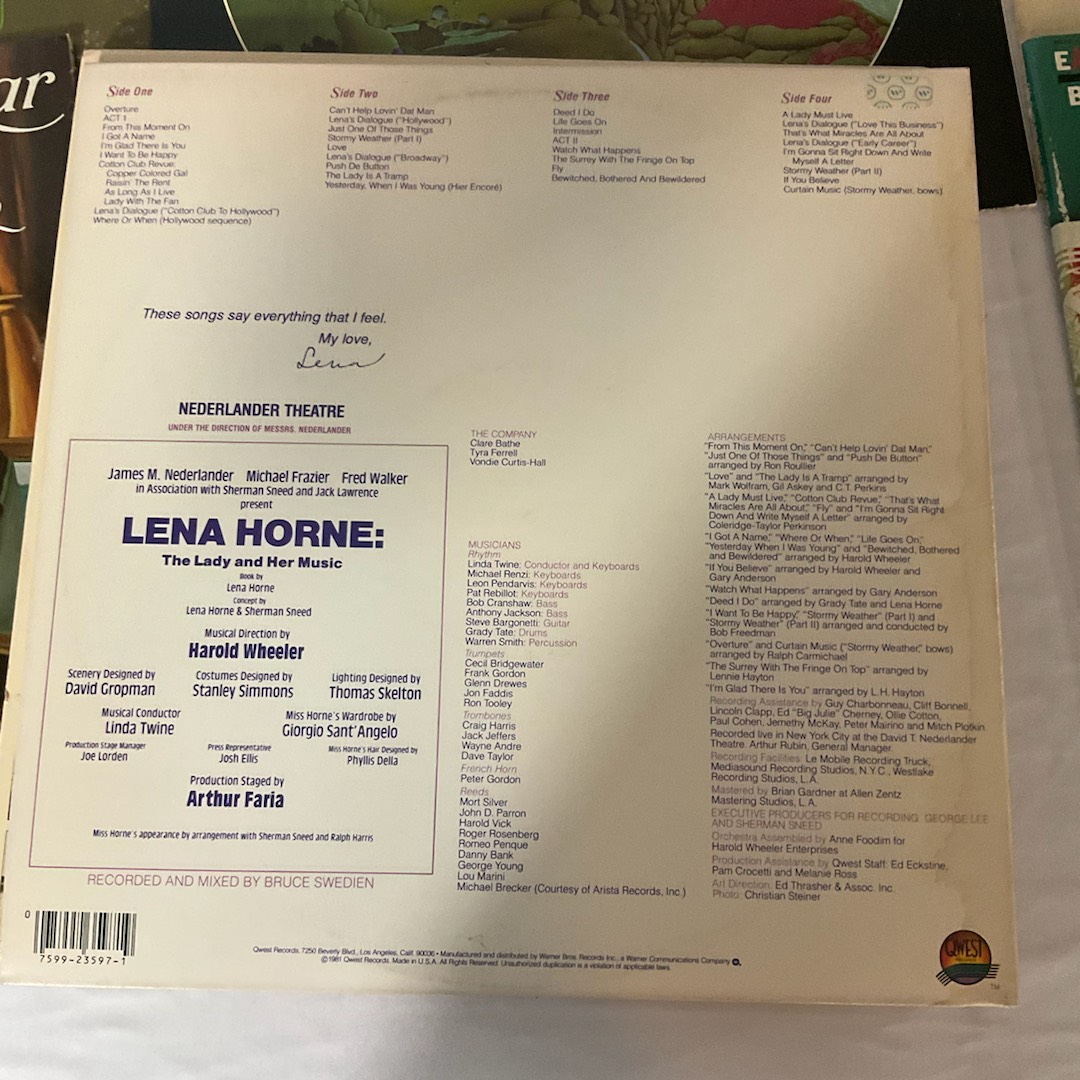 Side One
Overture
ACT I
From This Moment On
I Got A Name
I'm Glad There Is You
I Want To Be Happy
Cotton Club Revue:
Copper Colored Gal
Raisin' The Rent
As Long As I Live
Lady With The Fan
Lena's Dialogue ("Cotton Club To Hollywood")
Where Or When (Hollywood sequence)
Side Two
Can't Help Lovin' Dat Man
Lena's Dialogue ("Hollywood")
Just One Of Those Things
Stormy Weather (Part I)
Love
Lena's Dialogue ("Broadway")
Push De Button
The Lady Is A Tramp
Yesterday, When I Was Young (Hier Encore)
Side Three
Deed I Do
Life Goes On
Intermission
ACT II
Watch What Happens
The Surrey With The Fringe On Top
Fly
Bewitched, Bothered And Bewildered
Side Four
A Lady Must Live
Lena's Dialogue ("Love This Business")
That's What Miracles Are All About
Lena's Dialogue ("Early Career")
I'm Gonna Sit Right Down And Write
Myself A Letter
Stormy Weather (Part II)
If You Believe
Curtain Music (Stormy Weather, bows)
These songs say everything that I feel.
My love,
Lena
NEDERLANDER THEATRE
UNDER THE DIRECTION OF MESSRS. NEDERLANDER
James M. Nederlander Michael Frazier Fred Walker
in Association with Sherman Sneed and Jack Lawrence
present
LENA HORNE:
The Lady and Her Music
Book by
Lena Horne
Concept by
Lena Horne & Sherman Sneed
Musical Direction by
Harold Wheeler
Scenery Designed by
David Gropman
Costumes Designed by
Stanley Simmons
Lighting Designed by
Thomas Skelton
Musical Conductor
Linda Twine
Miss Horne's Wardrobe by
Giorgio Sant'Angelo
Production Stage Manager
Joe Lorden
Press Representative
Josh Ellis
Miss Horne's Hair Designed by
Phyllis Della
Production Staged by
Arthur Faria
Miss Horne's appearance by arrangement with Sherman Sneed and Ralph Harris
RECORDED AND MIXED BY BRUCE SWEDIEN
THE COMPANY
Clare Bathe
Tyra Ferrell
Vondie Curtis-Hall
MUSICIANS
Rhythm
Linda Twine: Conductor and Keyboards
Michael Renzi: Keyboards
Leon Pendarvis: Keyboards
Pat Rebillot: Keyboards
Bob Cranshaw: Bass
Anthony Jackson: Bass
Steve Bargonetti: Guitar
Grady Tate: Drums
Warren Smith: Percussion
Trumpets
Cecil Bridgewater
Frank Gordon
Glenn Drewes
Jon Faddis
Ron Tooley
Trombones
Craig Harris
Jack Jeffers
Wayne Andre
Dave Taylor
French Horn
Peter Gordon
Reeds
Mort Silver
John D. Parron
Harold Vick
Roger Rosenberg
Romeo Penque
Danny Bank
George Young
Lou Marini
Michael Brecker (Courtesy of Arista Records, Inc.)
ARRANGEMENTS
"From This Moment On," "Can't Help Lovin' Dat Man,"
"Just One Of Those Things" and "Push De Button"
arranged by Ron Roullier
"Love" and "The Lady Is A Tramp" arranged by
Mark Wolfram, Gil Askey and C.T. Perkins
"A Lady Must Live," "Cotton Club Revue," "That's What
Miracles Are All About," "Fly" and "I'm Gonna Sit Right
Down And Write Myself A Letter" arranged by
Coleridge-Taylor Perkinson
"I Got A Name," "Where Or When," "Life Goes On,"
"Yesterday When I Was Young" and "Bewitched, Bothered
and Bewildered" arranged by Harold Wheeler
"If You Believe" arranged by Harold Wheeler and
Gary Anderson
"Watch What Happens" arranged by Gary Anderson
"Deed I Do" arranged by Grady Tate and Lena Horne
"I Want To Be Happy," "Stormy Weather" (Part I) and
"Stormy Weather" (Part II) arranged and conducted by
Bob Freedman
"Overture" and Curtain Music ("Stormy Weather," bows)
arranged by Ralph Carmichael
"The Surrey With The Fringe On Top" arranged by
Lennie Hayton
"I'm Glad There Is You" arranged by L.H. Hayton
Recording Assistance by Guy Charbonneau, Cliff Bonnell,
Lincoln Clapp, Ed "Big Julie" Cherney, Ollie Cotton,
Paul Cohen, Jemethy McKay, Peter Mairino and Mitch Plotkin
Recorded live in New York City at the David T. Nederlander
Theatre. Arthur Rubin, General Manager.
Recording Facilities: Le Mobile Recording Truck,
Mediasound Recording Studios, N.Y.C., Westlake
Recording Studios, L.A.
Mastered by Brian Gardner at Allen Zentz
Mastering Studios, L.A.
EXECUTIVE PRODUCERS FOR RECORDING: GEORGE LEE
AND SHERMAN SNEED
Orchestra Assembled by Anne Foodim for
Harold Wheeler Enterprises
Production Assistance by Qwest Staff: Ed Eckstine,
Pam Crocetti and Melanie Ross
Art Direction: Ed Thrasher & Assoc. Inc.
Photo: Christian Steiner
0
7599-23597-1
Qwest Records, 7250 Beverly Blvd., Los Angeles, Calif. 90036 • Manufactured and distributed by Warner Bros. Records Inc., a Warner Communications Company
©1981 Qwest Records. Made in U.S.A. All Rights Reserved. Unauthorized duplication is a violation of applicable laws.
QWEST
TM
ar
E
B